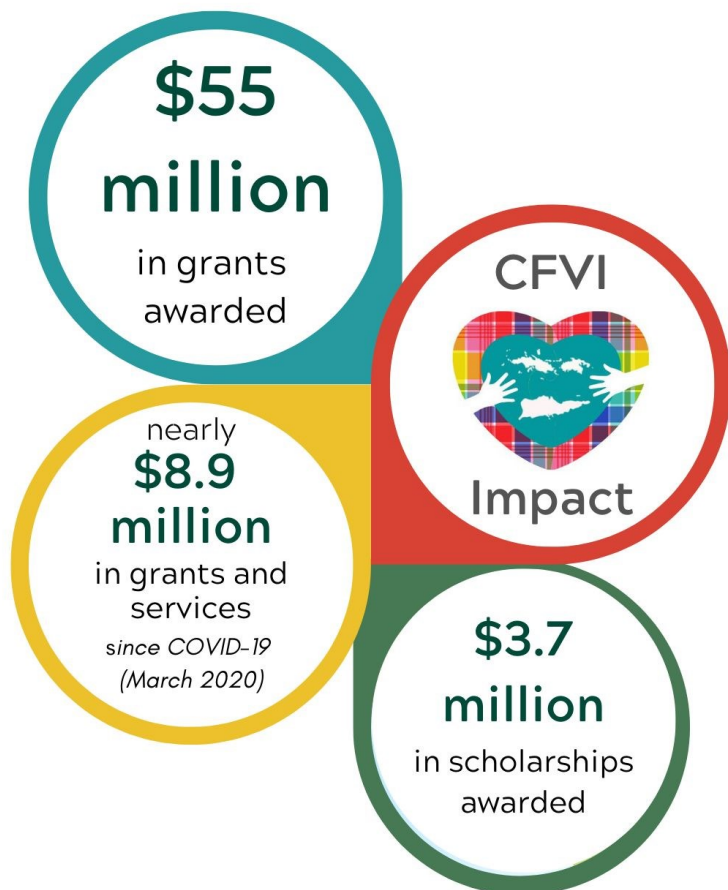 $55
million
in grants
awarded
CFVI
Impact
nearly
$8.9
million
in grants and
services
since COVID-19
(March 2020)
$3.7
million
in scholarships
awarded